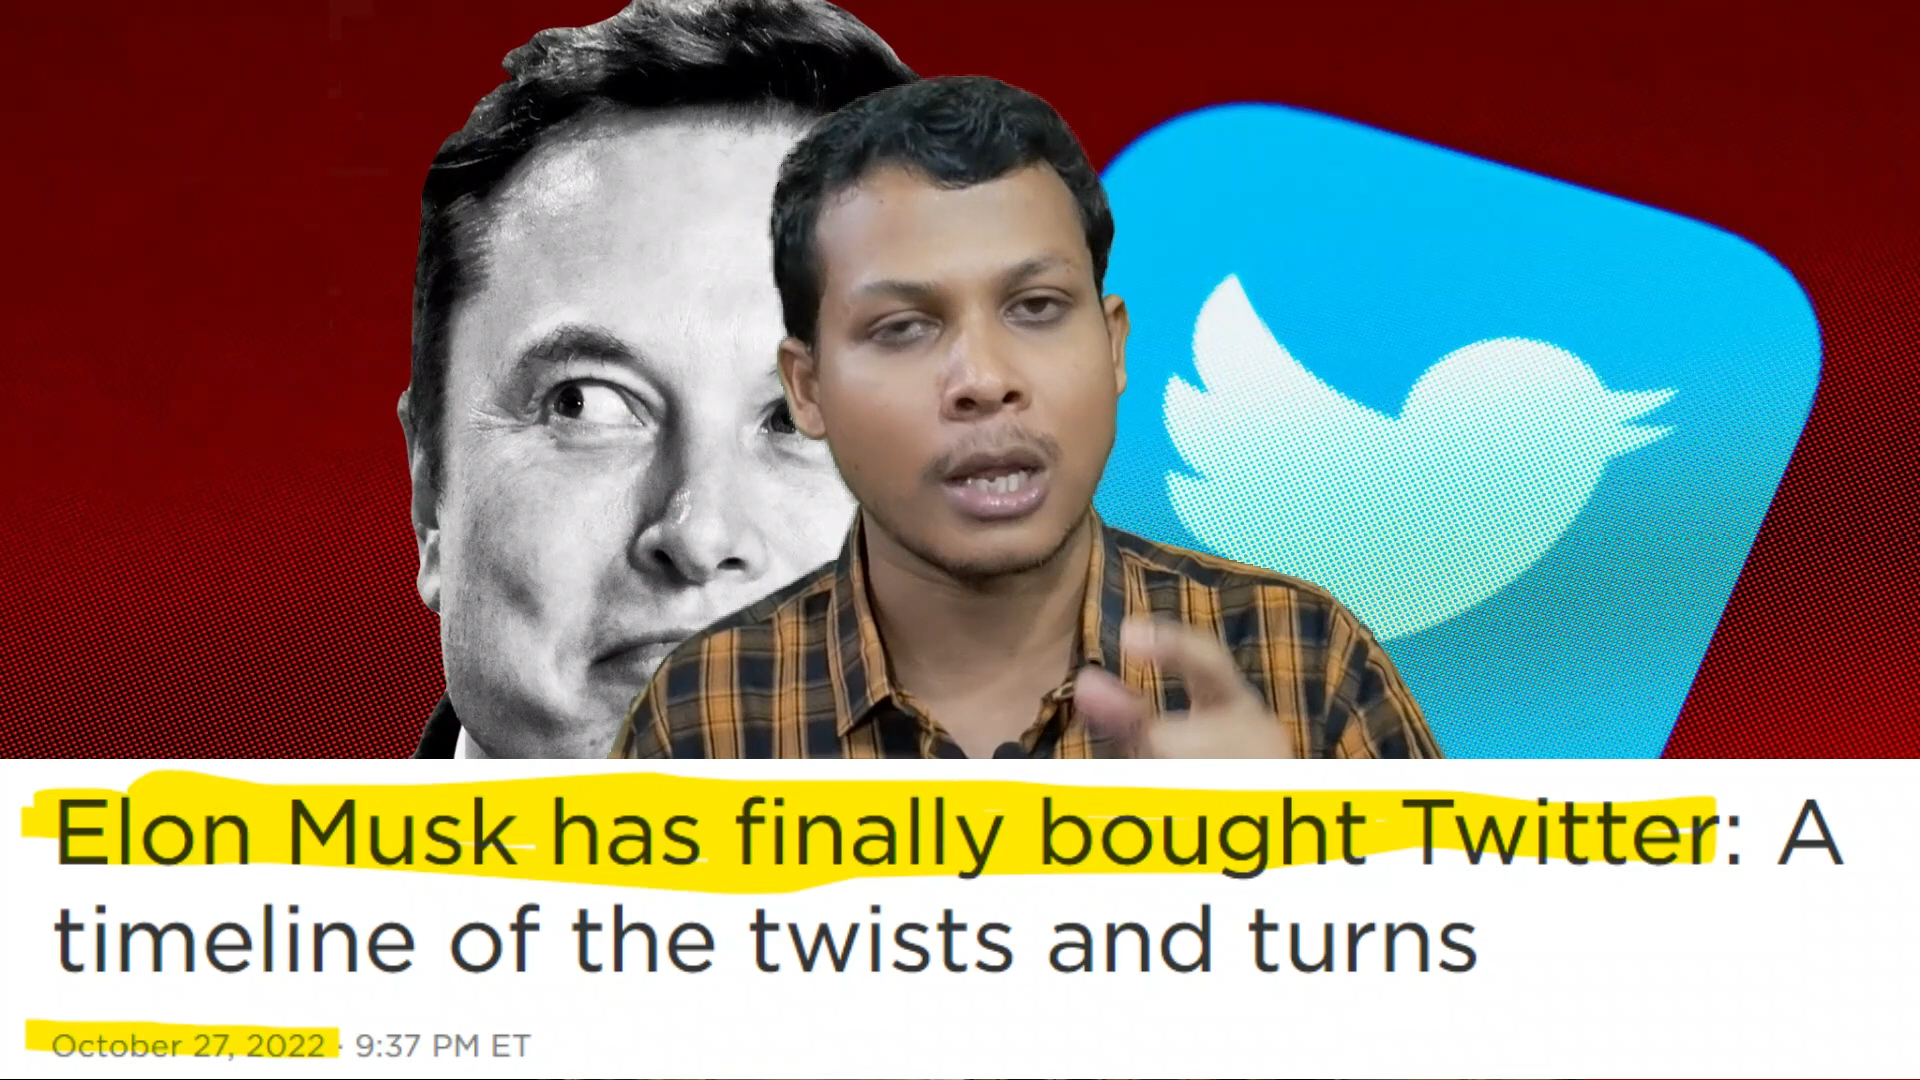 Elon Musk has finally bought Twitter: A
timeline of the twists and turns
October 27, 2022 · 9:37 PM ET